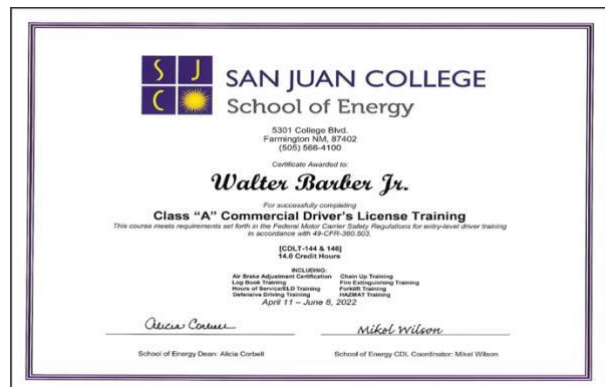 S J
C
SAN JUAN COLLEGE
School of Energy
5301 College Blvd.
Farmington NM, 87402
(505) 566-4100
Certificate Awarded to:
Walter Barber Jr.
For successfully completing
Class "A" Commercial Driver's License Training
This course meets requirements set forth in the Federal Motor Carrier Safety Regulations for entry-level driver training
in accordance with 49-CFR-380.503.
[CDLT-144 & 146]
14.0 Credit Hours
INCLUDING:
Air Brake Adjustment Certification Chain Up Training
Log Book Training Fire Extinguishing Training
Hours of Service/ELD Training Forklift Training
Defensive Driving Training HAZMAT Training
April 11 – June 8, 2022
Alicia Corbell Mikel Wilson
School of Energy Dean: Alicia Corbell School of Energy CDL Coordinator: Mikel Wilson